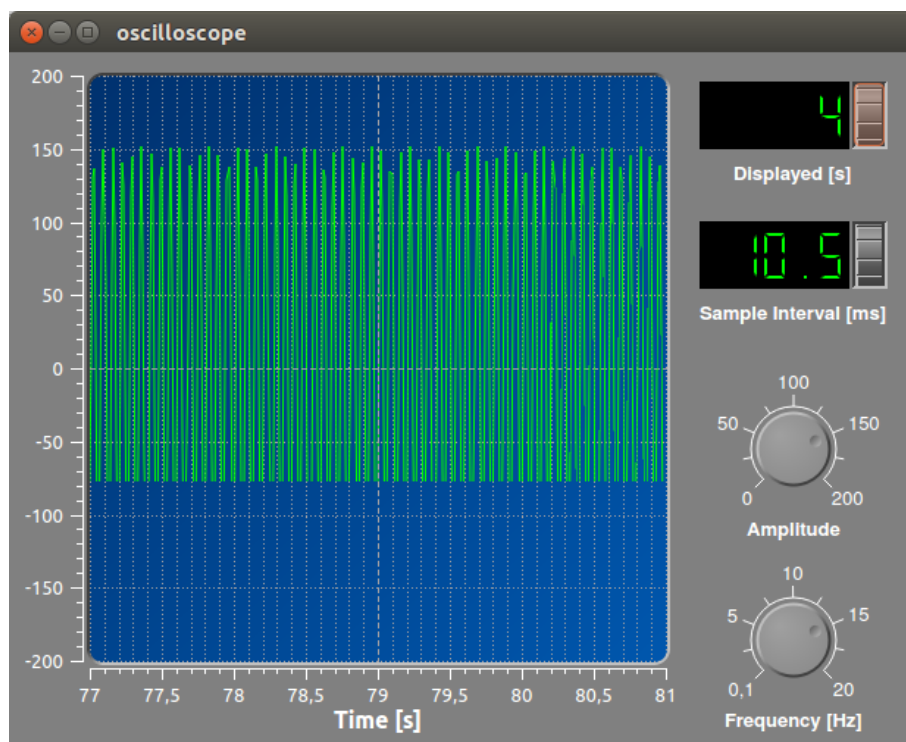 oscilloscope
200
150
100
50
0
-50
-100
-150
-200
77 77,5 78 78,5 79 79,5 80 80,5 81
Time [s]
4
Displayed [s]
10.5
Sample Interval [ms]
100
50 150
0 200
Amplitude
10
5 15
0,1 20
Frequency [Hz]